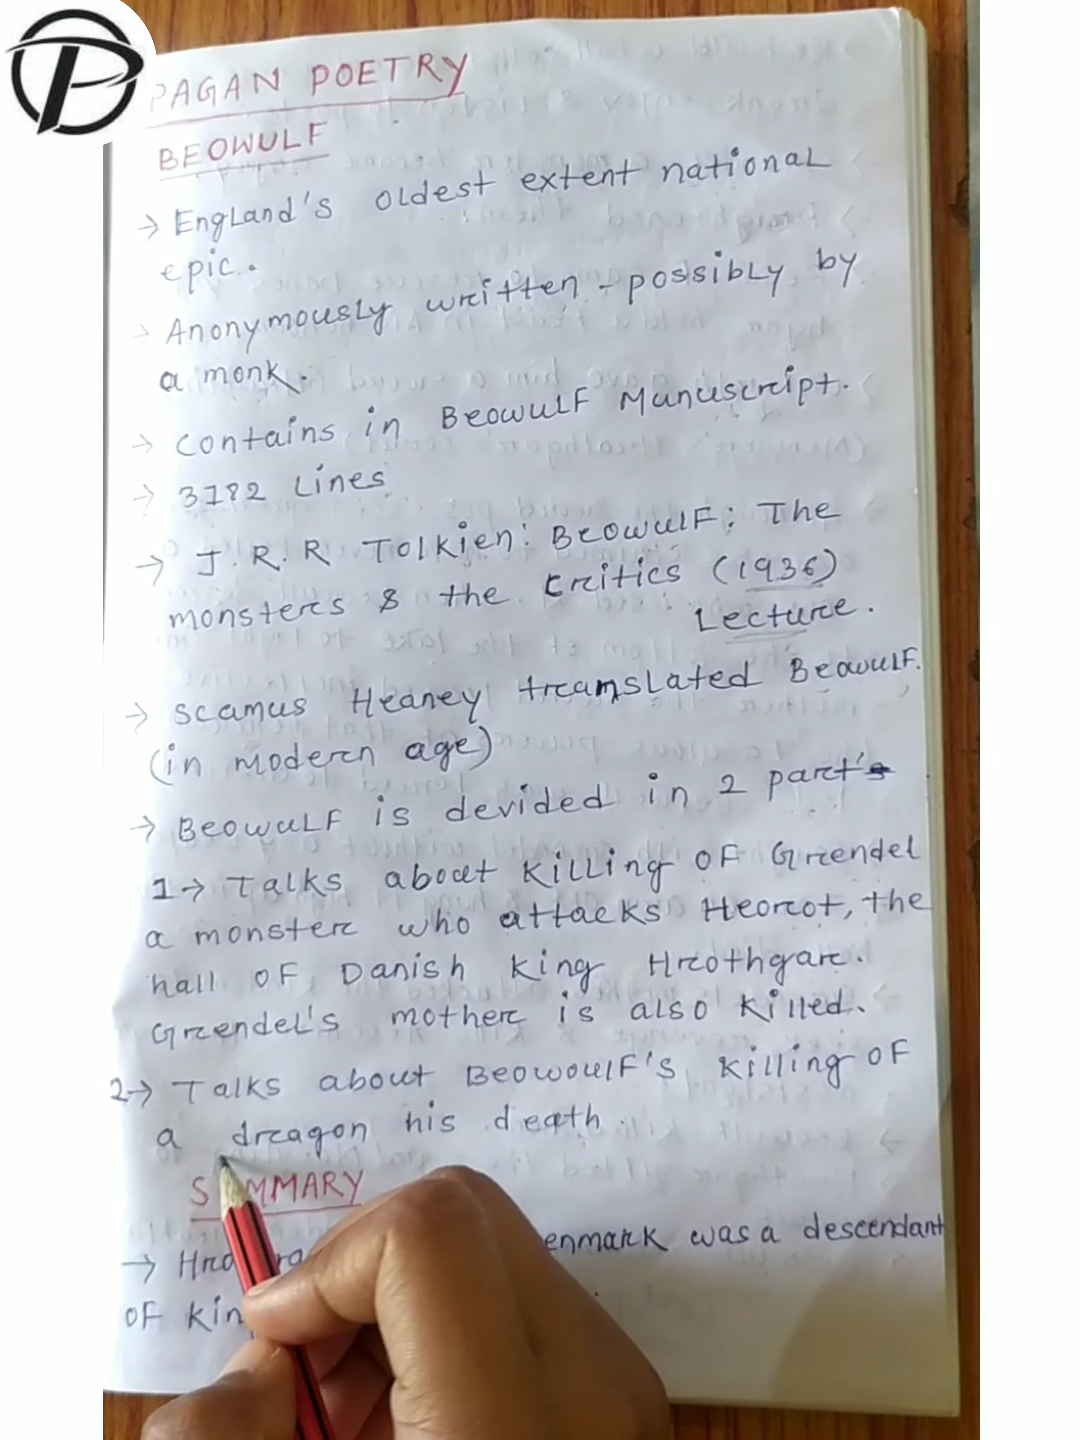 PAGAN POETRY
BEOWULF
→ England's oldest extent national
epic.
→ Anonymously written - possibly by
a monk.
→ contains in Beowulf Manuscript.
→ 3182 Lines
→ J.R.R Tolkien: Beowulf: The
monsters & the critics (1936)
Lecture.
→ Seamus Heaney translated Beowulf.
(in modern age)
→ Beowulf is devided in 2 part's
1→ Talks about killing of Grendel
a monster who attacks Heorot, the
hall of Danish king Hrothgar.
Grendel's mother is also killed.
2→ Talks about Beowoulf's killing of
a dragon his death.
SUMMARY
→ enmark was a descendant
of